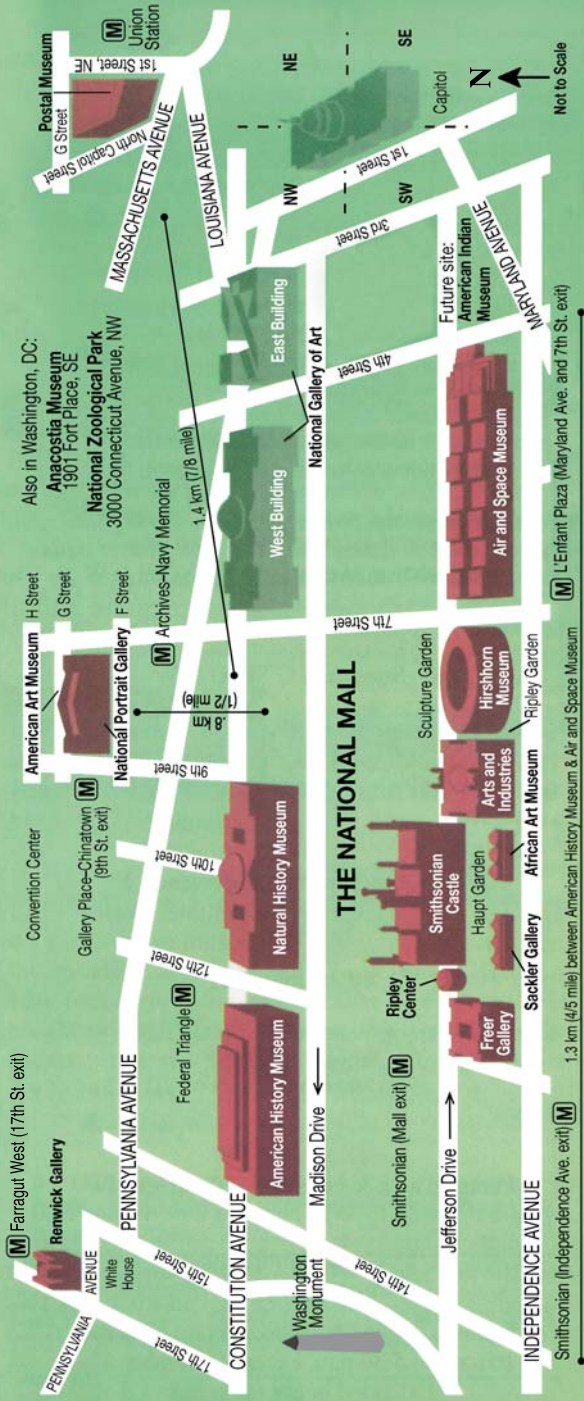 M Farragut West (17th St. exit)
Renwick Gallery
PENNSYLVANIA
AVENUE
White
House
17th Street
15th Street
PENNSYLVANIA AVENUE
Federal Triangle M
CONSTITUTION AVENUE
American History Museum
12th Street
10th Street
Natural History Museum
Convention Center
Gallery Place–Chinatown M
(9th St. exit)
9th Street
American Art Museum
H Street
G Street
National Portrait Gallery
F Street
.8 km
(1/2 mile)
M Archives–Navy Memorial
Also in Washington, DC:
Anacostia Museum
1901 Fort Place, SE
National Zoological Park
3000 Connecticut Avenue, NW
1.4 km (7/8 mile)
West Building
East Building
National Gallery of Art
MASSACHUSETTS AVENUE
LOUISIANA AVENUE
North Capitol Street
G Street
Postal Museum
1st Street, NE
M Union
Station
NW
NE
SW
SE
Capitol
1st Street
3rd Street
4th Street
7th Street
Washington
Monument
Madison Drive
THE NATIONAL MALL
14th Street
Smithsonian (Mall exit) M
Jefferson Drive
Ripley
Center
Freer
Gallery
Smithsonian
Castle
Haupt Garden
Sackler Gallery
African Art Museum
Arts and
Industries
Sculpture Garden
Hirshhorn
Museum
Ripley Garden
Air and Space Museum
Future site:
American Indian
Museum
MARYLAND AVENUE
INDEPENDENCE AVENUE
Smithsonian (Independence Ave. exit) M
M L'Enfant Plaza (Maryland Ave. and 7th St. exit)
1.3 km (4/5 mile) between American History Museum & Air and Space Museum
N
Not to Scale